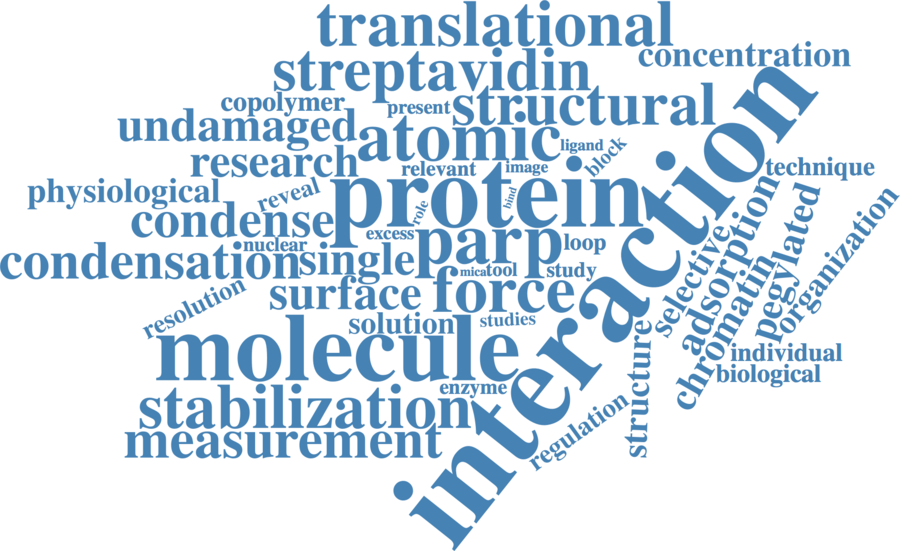 translational
concentration
streptavidin
copolymer
present
structural
undamaged
atomic
ligand
block
research
relevant
image
technique
physiological
reveal
protein
role
bind
interaction
condense
excess
nuclear
parp
loop
condensation
single
mica
tool
study
selective
adsorption
pegylated
organization
resolution
surface
force
chromatin
solution
studies
molecule
structure
individual
biological
enzyme
stabilization
regulation
measurement